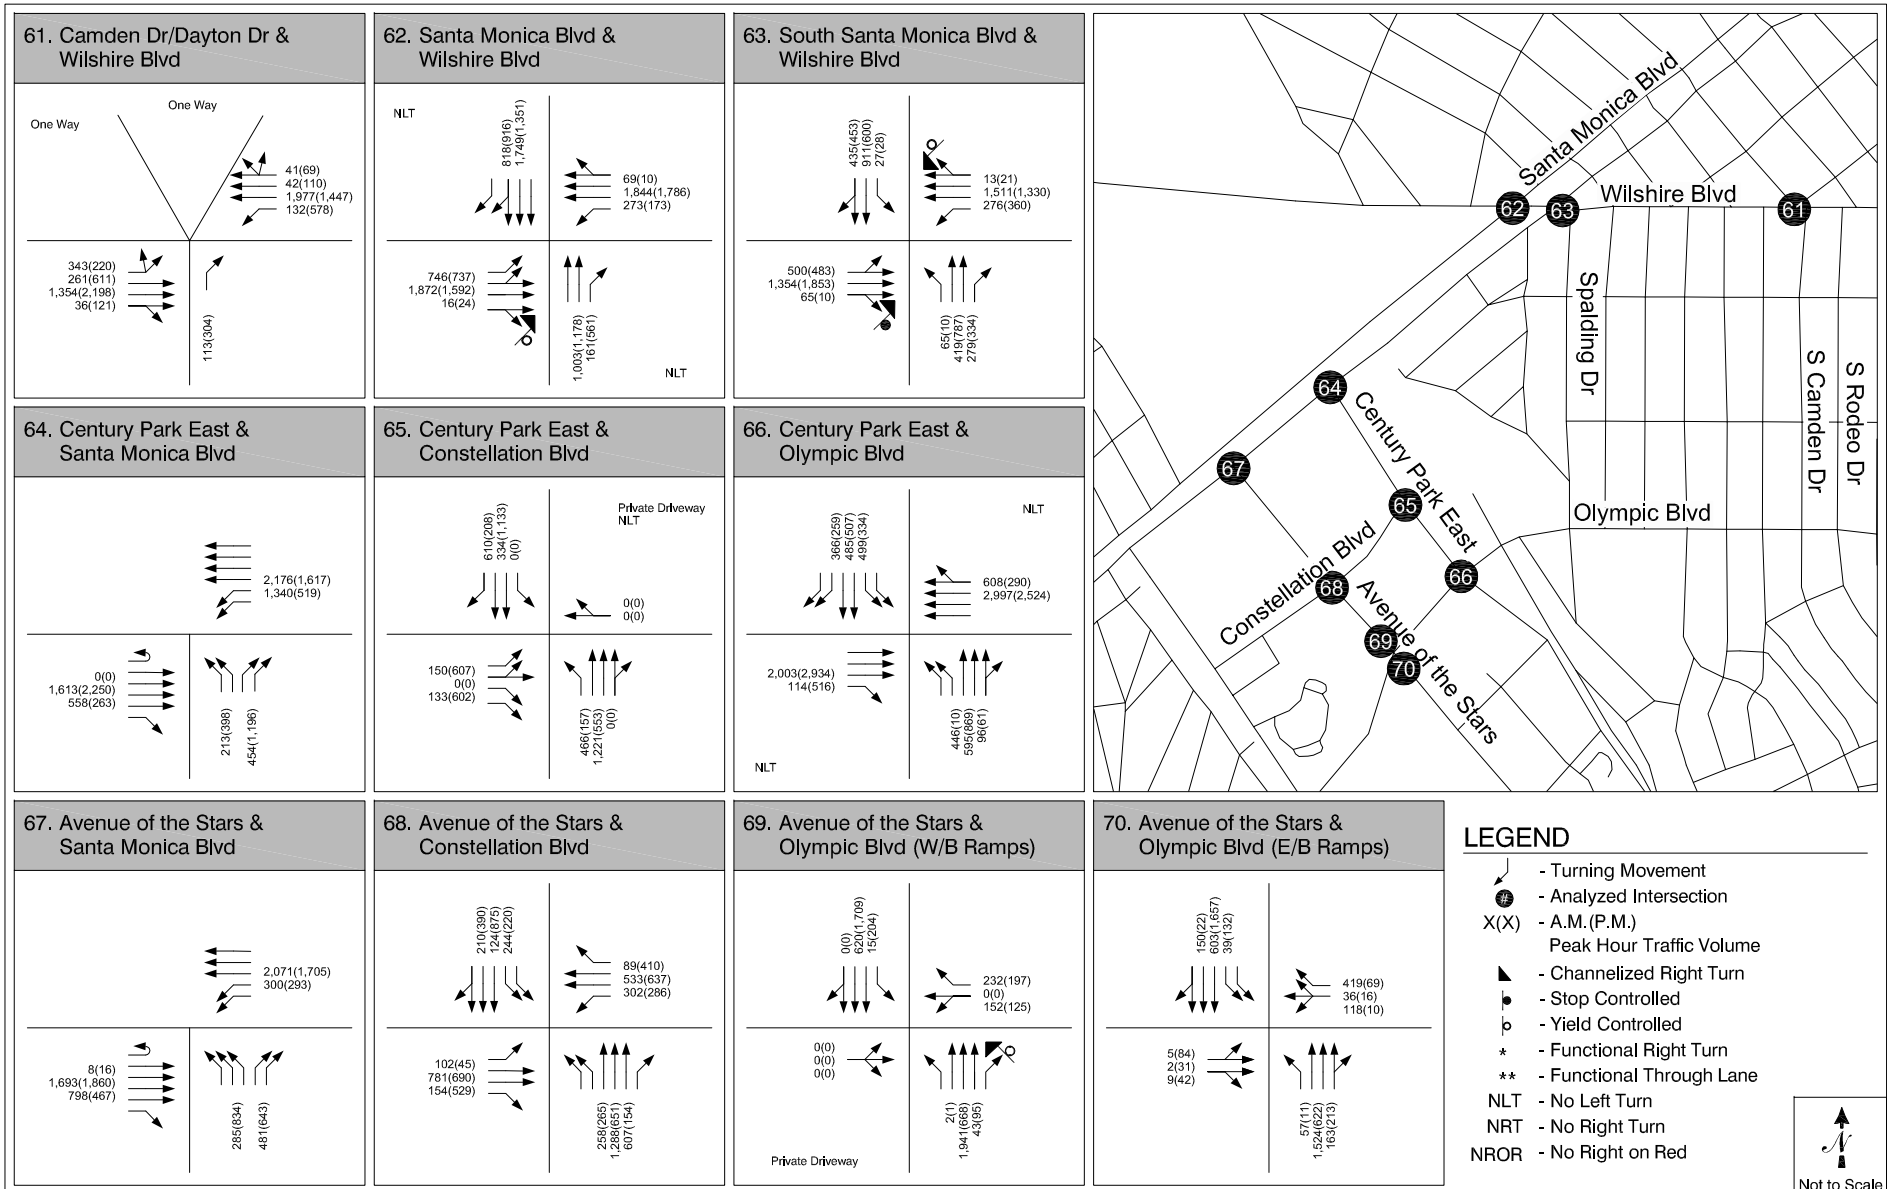 61. Camden Dr/Dayton Dr &
Wilshire Blvd
One Way
One Way
41(69)
42(110)
1,977(1,447)
132(578)
343(220)
261(611)
1,354(2,198)
36(121)
113(304)
62. Santa Monica Blvd &
Wilshire Blvd
NLT
818(916)
1,749(1,351)
69(10)
1,844(1,786)
273(173)
746(737)
1,872(1,592)
16(24)
1,003(1,178)
161(561)
NLT
63. South Santa Monica Blvd &
Wilshire Blvd
435(453)
911(600)
27(28)
13(21)
1,511(1,330)
276(360)
500(483)
1,354(1,853)
65(10)
65(10)
419(787)
279(334)
64. Century Park East &
Santa Monica Blvd
2,176(1,617)
1,340(519)
0(0)
1,613(2,250)
558(263)
213(398)
454(1,196)
65. Century Park East &
Constellation Blvd
610(208)
334(1,133)
0(0)
Private Driveway
NLT
0(0)
0(0)
150(607)
0(0)
133(602)
466(157)
1,221(553)
0(0)
66. Century Park East &
Olympic Blvd
366(259)
485(507)
499(334)
NLT
608(290)
2,997(2,524)
2,003(2,934)
114(516)
446(10)
595(869)
96(61)
NLT
67. Avenue of the Stars &
Santa Monica Blvd
2,071(1,705)
300(293)
8(16)
1,693(1,860)
798(467)
285(834)
481(643)
68. Avenue of the Stars &
Constellation Blvd
210(390)
124(875)
244(220)
89(410)
533(637)
302(286)
102(45)
781(690)
154(529)
258(265)
1,288(651)
607(154)
69. Avenue of the Stars &
Olympic Blvd (W/B Ramps)
0(0)
620(1,709)
15(204)
232(197)
0(0)
152(125)
0(0)
0(0)
0(0)
2(1)
1,941(668)
43(95)
Private Driveway
70. Avenue of the Stars &
Olympic Blvd (E/B Ramps)
150(22)
603(1,657)
39(132)
419(69)
36(16)
118(10)
5(84)
2(31)
9(42)
57(11)
1,524(622)
163(213)
Santa Monica Blvd
Wilshire Blvd
62
63
61
Spalding Dr
S Camden Dr
S Rodeo Dr
64
Century Park East
67
65
Olympic Blvd
Constellation Blvd
66
68
Avenue of the Stars
69
70
LEGEND
- Turning Movement
# - Analyzed Intersection
X(X) - A.M.(P.M.)
Peak Hour Traffic Volume
- Channelized Right Turn
- Stop Controlled
- Yield Controlled
* - Functional Right Turn
** - Functional Through Lane
NLT - No Left Turn
NRT - No Right Turn
NROR - No Right on Red
N
Not to Scale